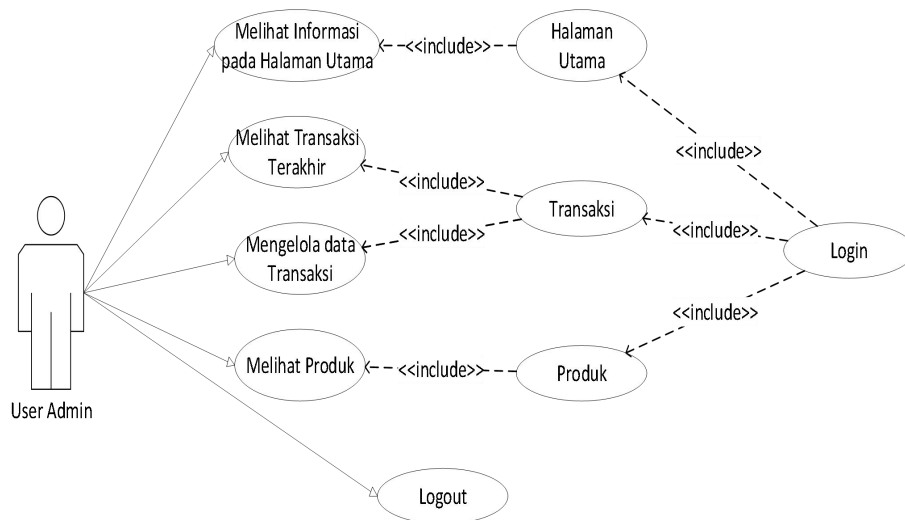 Melihat Informasi
pada Halaman Utama
<<include>>
Halaman
Utama
<<include>>
Melihat Transaksi
Terakhir
<<include>>
Transaksi
<<include>>
<<include>>
Mengelola data
Transaksi
Login
<<include>>
Melihat Produk
<<include>>
Produk
User Admin
Logout